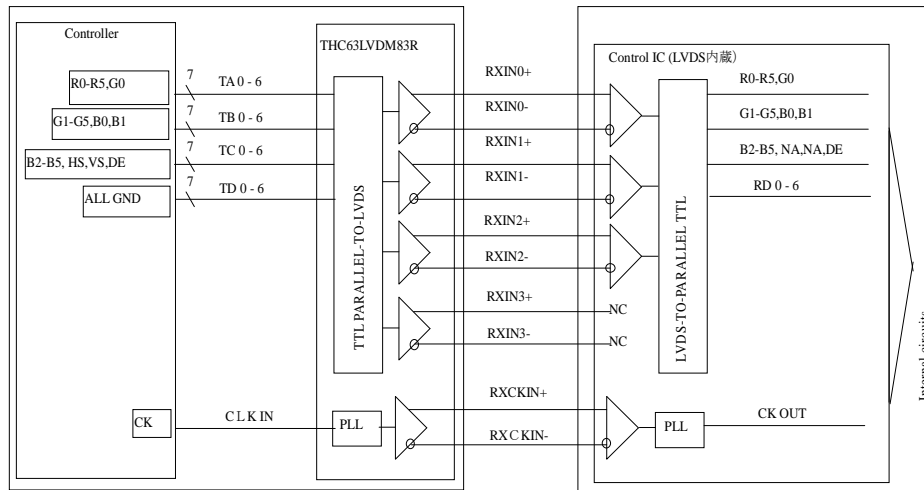 Controller
THC63LVDM83R
Control IC (LVDS内蔵)
R0-R5,G0
7
TA 0 - 6
RXIN0+
R0-R5,G0
G1-G5,B0,B1
7
TB 0 - 6
RXIN0-
G1-G5,B0,B1
B2-B5, HS,VS,DE
7
TC 0 - 6
RXIN1+
B2-B5, NA,NA,DE
ALL GND
7
TD 0 - 6
RXIN1-
RD 0 - 6
TTL PARALLEL-TO-LVDS
RXIN2+
RXIN2-
RXIN3+
NC
RXIN3-
NC
LVDS-TO-PARALLEL TTL
Internal circuits
CK
CLK IN
PLL
RXCKIN+
RXCKIN-
PLL
CK OUT